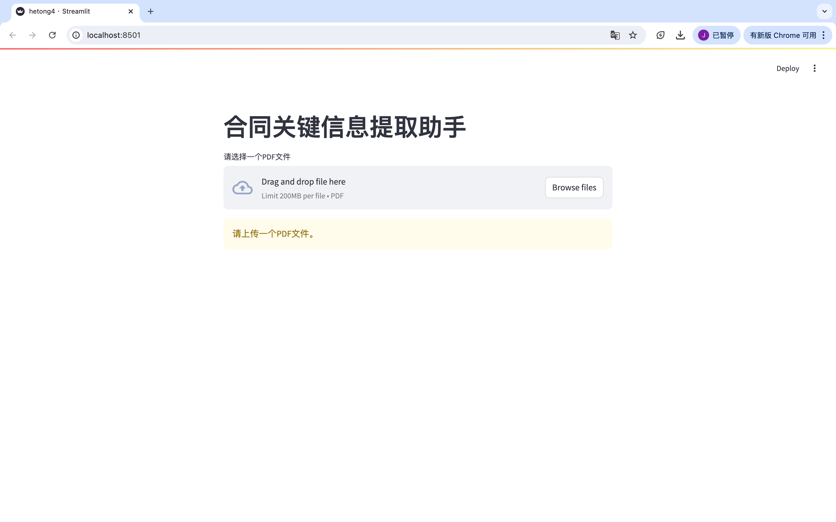 hetong4 · Streamlit
localhost:8501
J 已暂停
有新版 Chrome 可用
Deploy
合同关键信息提取助手
请选择一个PDF文件
Drag and drop file here
Limit 200MB per file • PDF
Browse files
请上传一个PDF文件。